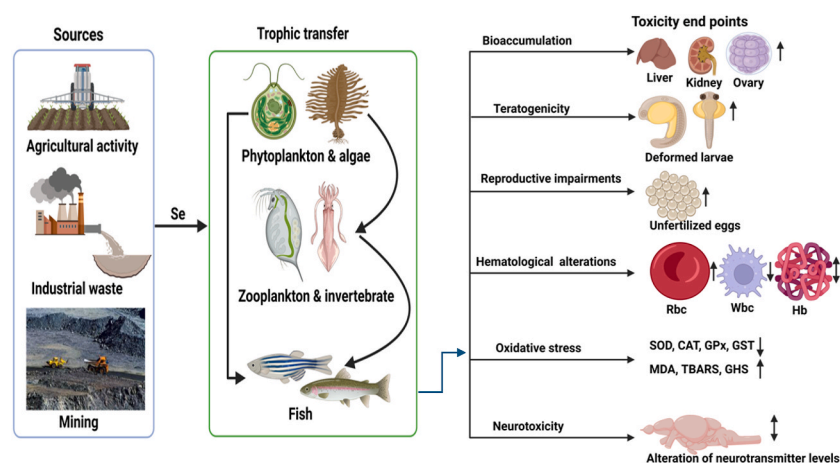 Sources
Agricultural activity
Industrial waste
Mining
Se
Trophic transfer
Phytoplankton & algae
Zooplankton & invertebrate
Fish
Toxicity end points
Bioaccumulation
Liver
Kidney
Ovary
Teratogenicity
Deformed larvae
Reproductive impairments
Unfertilized eggs
Hematological alterations
Rbc
Wbc
Hb
Oxidative stress
SOD, CAT, GPx, GST
MDA, TBARS, GHS
Neurotoxicity
Alteration of neurotransmitter levels